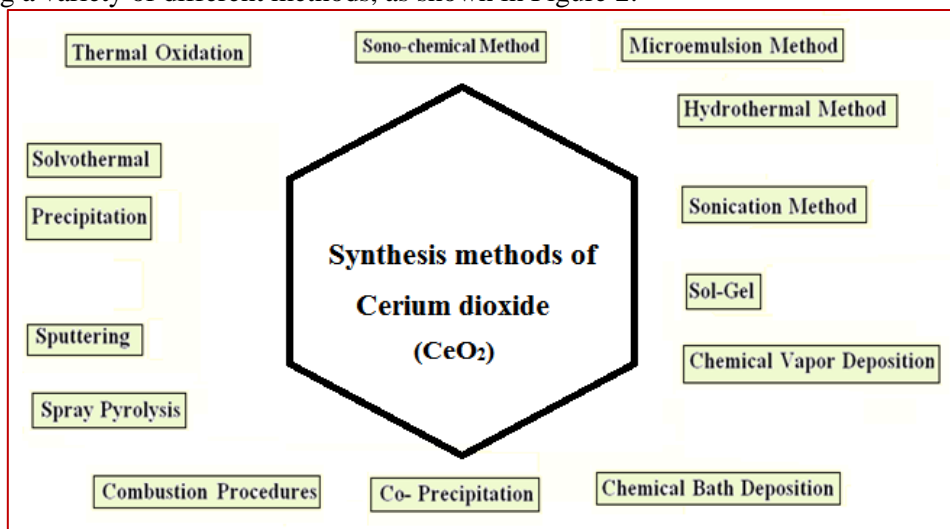 g a variety of different methods, as shown in Figure 2.
Thermal Oxidation
Sono-chemical Method
Microemulsion Method
Hydrothermal Method
Solvothermal
Precipitation
Sonication Method
Synthesis methods of
Cerium dioxide
(CeO₂)
Sol-Gel
Sputtering
Chemical Vapor Deposition
Spray Pyrolysis
Combustion Procedures
Co- Precipitation
Chemical Bath Deposition